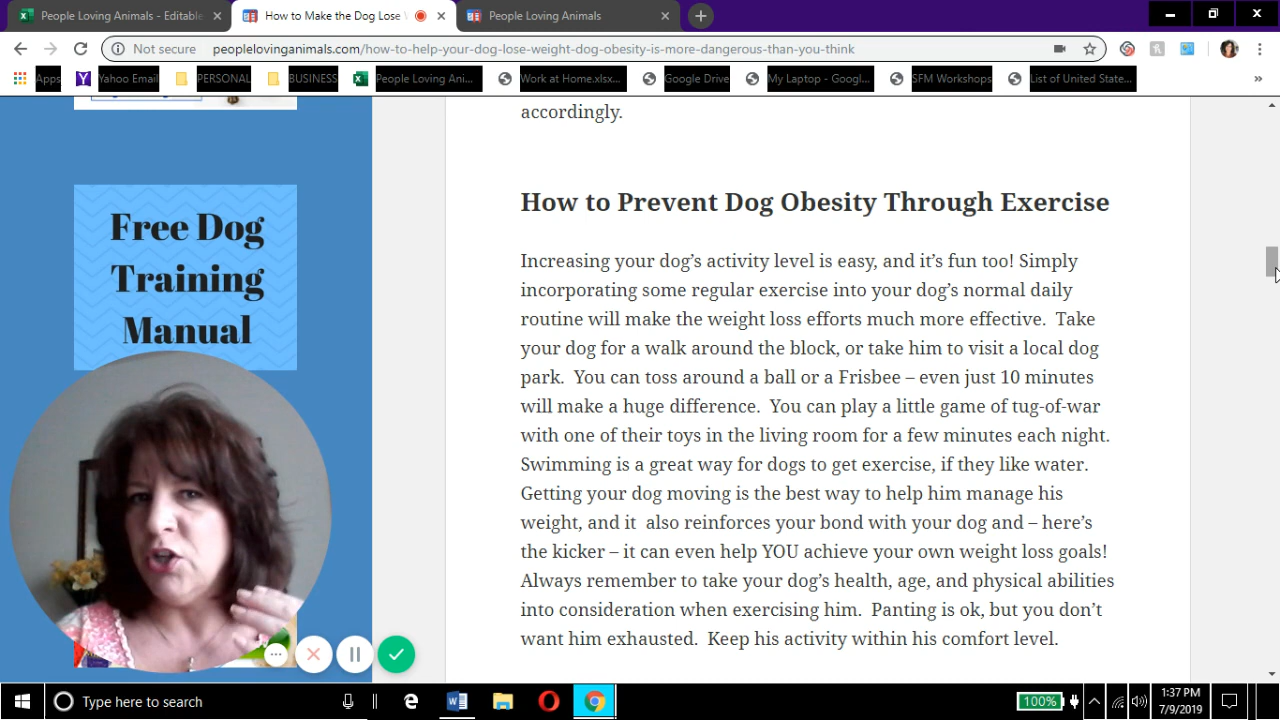 People Loving Animals - Editable
How to Make the Dog Lose W
People Loving Animals
Not secure
peoplelovinganimals.com/how-to-help-your-dog-lose-weight-dog-obesity-is-more-dangerous-than-you-think
Apps
Yahoo Email
PERSONAL
BUSINESS
People Loving Ani...
Work at Home.xlsx...
Google Drive
My Laptop - Googl...
SFM Workshops
List of United State...
»
accordingly.
Free Dog
Training
Manual
How to Prevent Dog Obesity Through Exercise
Increasing your dog’s activity level is easy, and it’s fun too! Simply
incorporating some regular exercise into your dog’s normal daily
routine will make the weight loss efforts much more effective.  Take
your dog for a walk around the block, or take him to visit a local dog
park.  You can toss around a ball or a Frisbee – even just 10 minutes
will make a huge difference.  You can play a little game of tug-of-war
with one of their toys in the living room for a few minutes each night.
Swimming is a great way for dogs to get exercise, if they like water.
Getting your dog moving is the best way to help him manage his
weight, and it  also reinforces your bond with your dog and – here’s
the kicker – it can even help YOU achieve your own weight loss goals!
Always remember to take your dog’s health, age, and physical abilities
into consideration when exercising him.  Panting is ok, but you don’t
want him exhausted.  Keep his activity within his comfort level.
Type here to search
100%
1:37 PM
7/9/2019